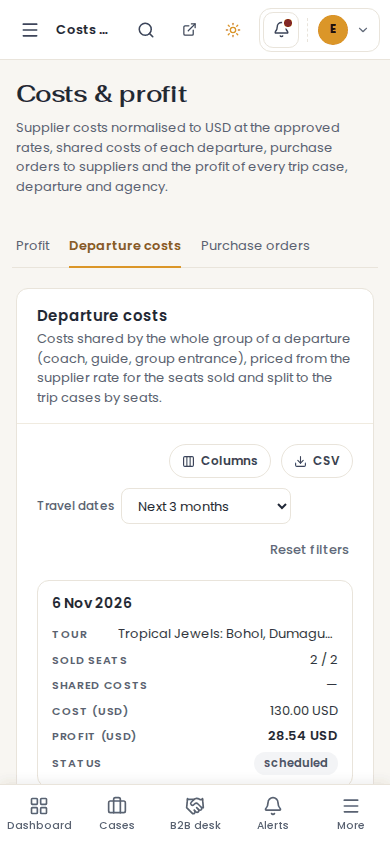 Costs ...
E
Costs & profit
Supplier costs normalised to USD at the approved
rates, shared costs of each departure, purchase
orders to suppliers and the profit of every trip case,
departure and agency.
Profit Departure costs Purchase orders
Departure costs
Costs shared by the whole group of a departure
(coach, guide, group entrance), priced from the
supplier rate for the seats sold and split to the
trip cases by seats.
Columns CSV
Travel dates Next 3 months
Reset filters
6 Nov 2026
TOUR Tropical Jewels: Bohol, Dumagu...
SOLD SEATS 2 / 2
SHARED COSTS —
COST (USD) 130.00 USD
PROFIT (USD) 28.54 USD
STATUS scheduled
Dashboard Cases B2B desk Alerts More